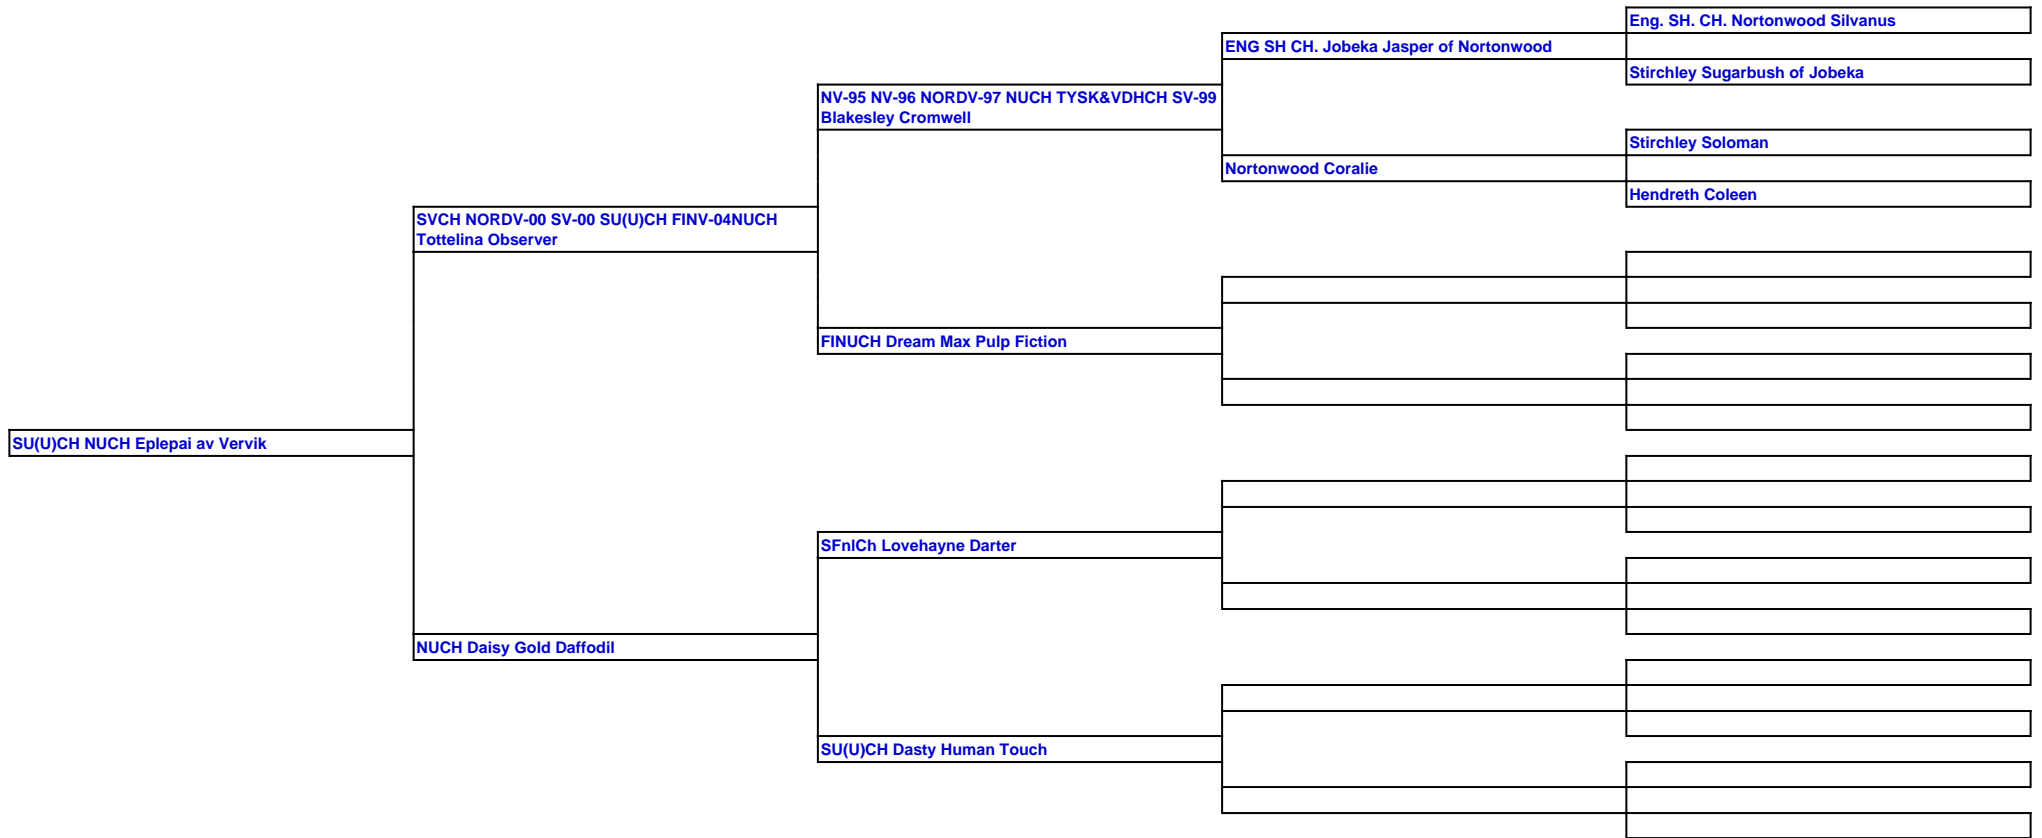 Eng. SH. CH. Nortonwood Silvanus
ENG SH CH. Jobeka Jasper of Nortonwood
Stirchley Sugarbush of Jobeka
NV-95 NV-96 NORDV-97 NUCH TYSK&VDHCH SV-99
Blakesley Cromwell
Stirchley Soloman
Nortonwood Coralie
Hendreth Coleen
SVCH NORDV-00 SV-00 SU(U)CH FINV-04NUCH
Tottelina Observer
FINUCH Dream Max Pulp Fiction
SU(U)CH NUCH Eplepai av Vervik
SFnlCh Lovehayne Darter
NUCH Daisy Gold Daffodil
SU(U)CH Dasty Human Touch